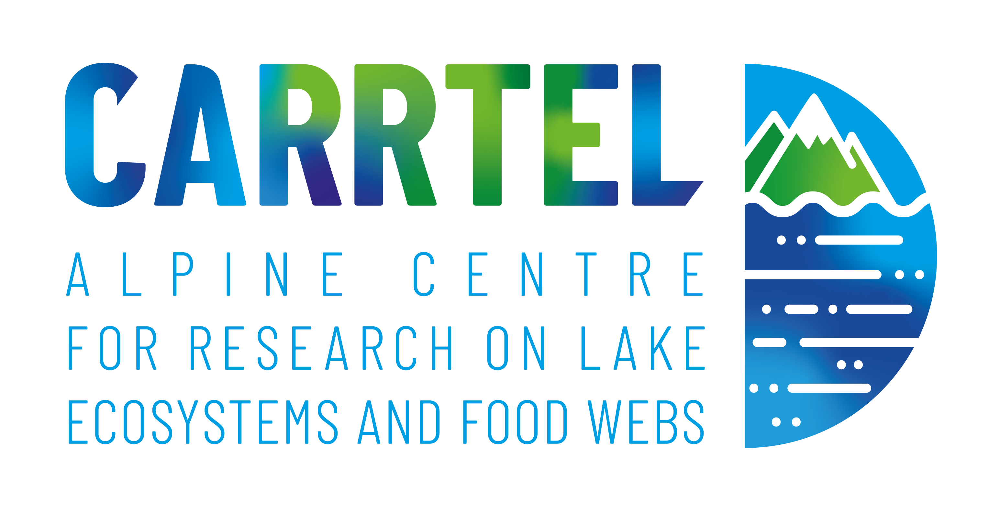 CARRTEL
ALPINE CENTRE
FOR RESEARCH ON LAKE
ECOSYSTEMS AND FOOD WEBS